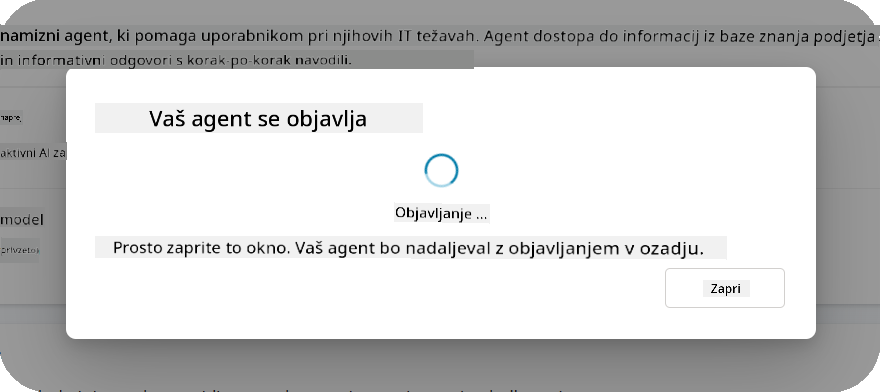 namizni agent, ki pomaga uporabnikom pri njihovih IT težavah. Agent dostopa do informacij iz baze znanja podjetja
in informativni odgovori s korak-po-korak navodili.
naprej
aktivni AI za
model
privzetok
Vaš agent se objavlja
Objavljanje ...
Prosto zaprite to okno. Vaš agent bo nadaljeval z objavljanjem v ozadju.
Zapri